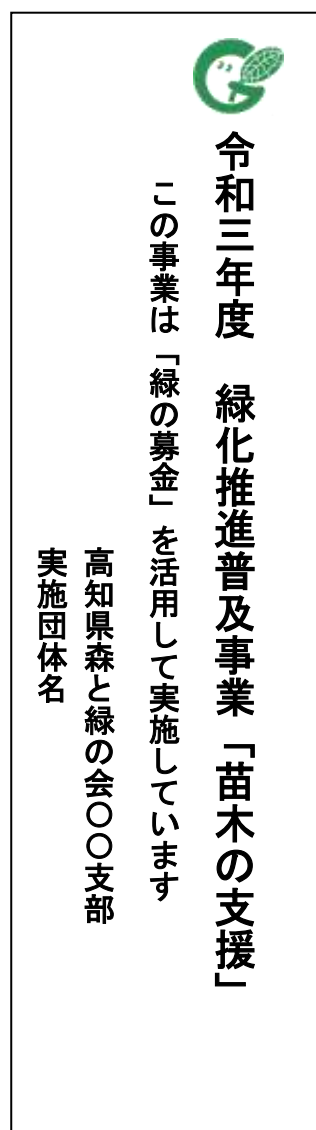 令和三年度　緑化推進普及事業「苗木の支援」
この事業は「緑の募金」を活用して実施しています
高知県森と緑の会〇〇支部
実施団体名